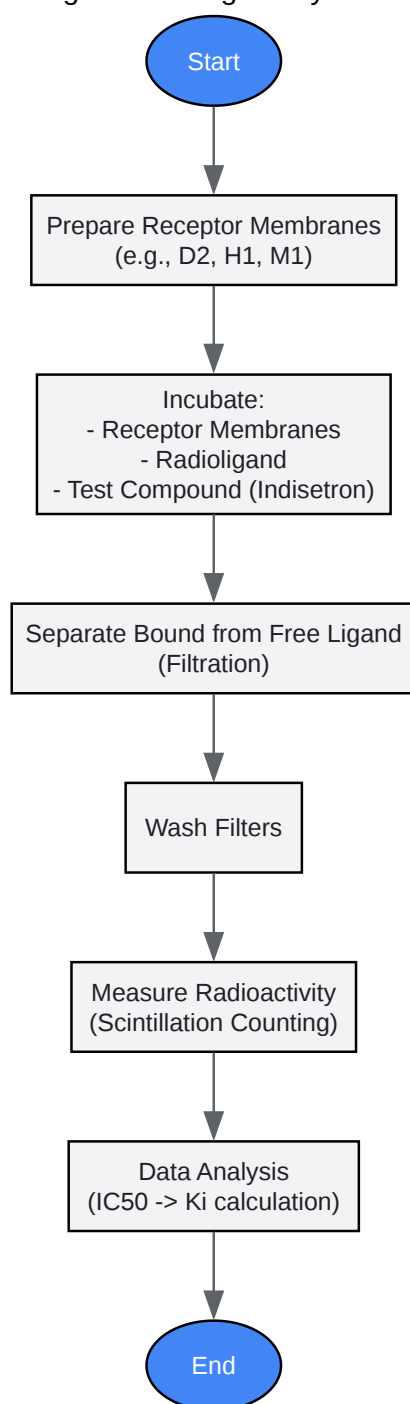 Start
Prepare Receptor Membranes
(e.g., D2, H1, M1)
Incubate:
- Receptor Membranes
- Radioligand
- Test Compound (Indisetron)
Separate Bound from Free Ligand
(Filtration)
Wash Filters
Measure Radioactivity
(Scintillation Counting)
Data Analysis
(IC50 -> Ki calculation)
End